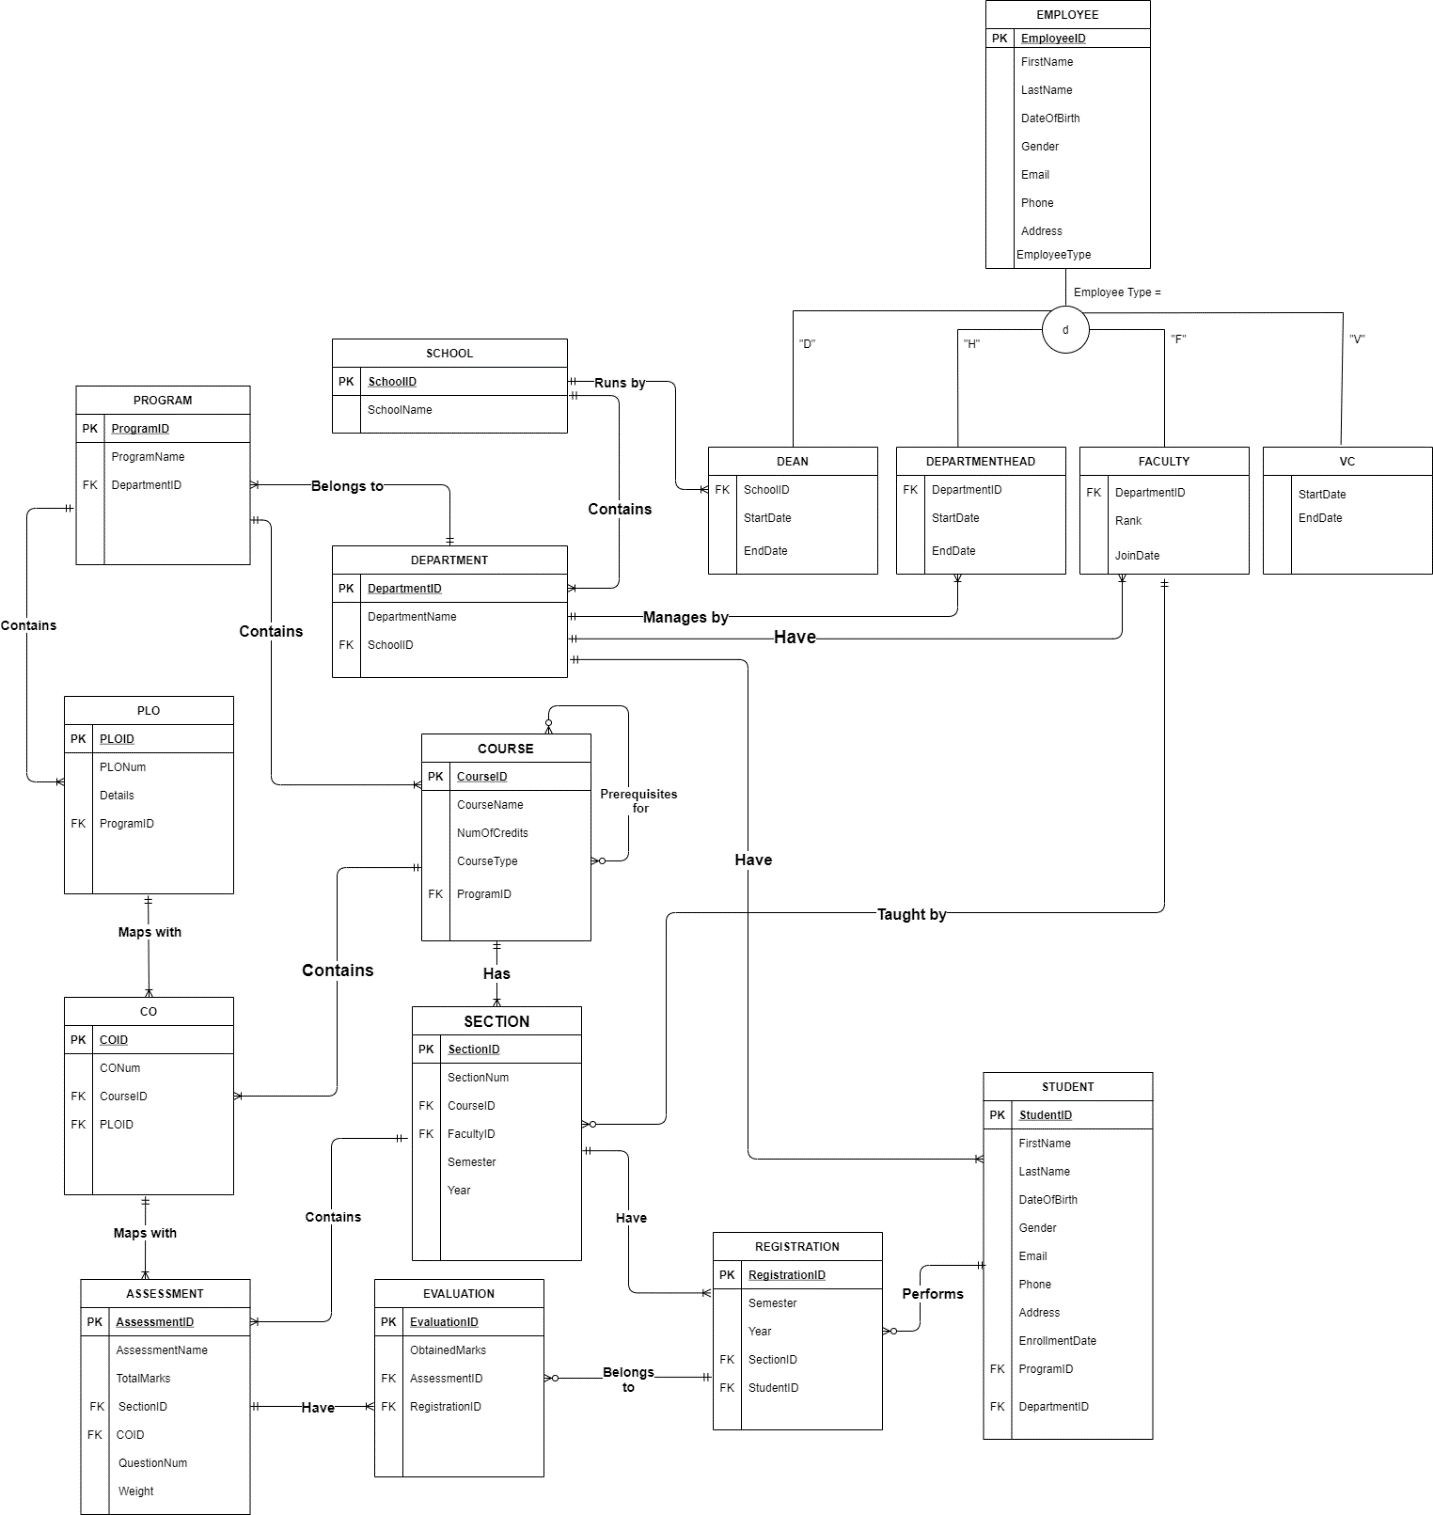 EMPLOYEE
PK EmployeeID
FirstName
LastName
DateOfBirth
Gender
Email
Phone
Address
EmployeeType
Employee Type =
d
"D"
"H"
"F"
"V"
SCHOOL
PK SchoolID
SchoolName
Runs by
Contains
PROGRAM
PK ProgramID
ProgramName
FK DepartmentID
Belongs to
DEAN
FK SchoolID
StartDate
EndDate
DEPARTMENTHEAD
FK DepartmentID
StartDate
EndDate
FACULTY
FK DepartmentID
Rank
JoinDate
VC
StartDate
EndDate
DEPARTMENT
PK DepartmentID
DepartmentName
FK SchoolID
Manages by
Have
Contains
Contains
PLO
PK PLOID
PLONum
Details
FK ProgramID
COURSE
PK CourseID
CourseName
NumOfCredits
CourseType
FK ProgramID
Prerequisites
for
Have
Taught by
Maps with
Contains
Has
CO
PK COID
CONum
FK CourseID
FK PLOID
SECTION
PK SectionID
SectionNum
FK CourseID
FK FacultyID
Semester
Year
STUDENT
PK StudentID
FirstName
LastName
DateOfBirth
Gender
Email
Phone
Address
EnrollmentDate
FK ProgramID
FK DepartmentID
Maps with
Contains
Have
Performs
REGISTRATION
PK RegistrationID
Semester
Year
FK SectionID
FK StudentID
ASSESSMENT
PK AssessmentID
AssessmentName
TotalMarks
FK SectionID
FK COID
QuestionNum
Weight
Have
EVALUATION
PK EvaluationID
ObtainedMarks
FK AssessmentID
FK RegistrationID
Belongs
to